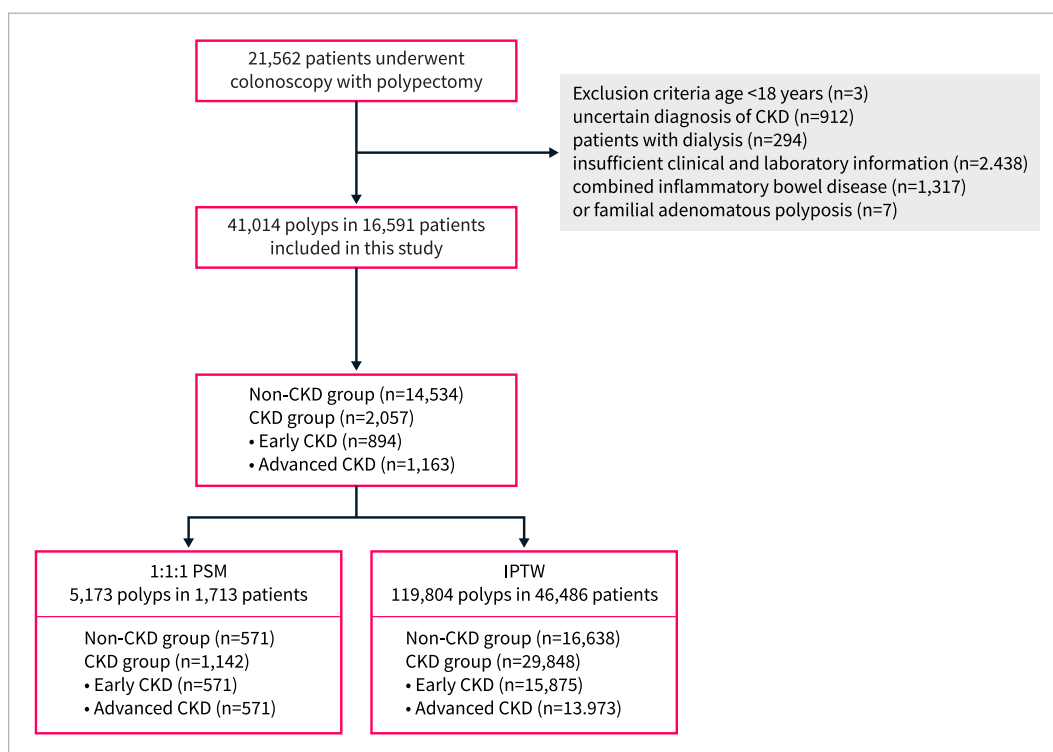 21,562 patients underwent
colonoscopy with polypectomy
Exclusion criteria age <18 years (n=3)
uncertain diagnosis of CKD (n=912)
patients with dialysis (n=294)
insufficient clinical and laboratory information (n=2.438)
combined inflammatory bowel disease (n=1,317)
or familial adenomatous polyposis (n=7)
41,014 polyps in 16,591 patients
included in this study
Non-CKD group (n=14,534)
CKD group (n=2,057)
• Early CKD (n=894)
• Advanced CKD (n=1,163)
1:1:1 PSM
5,173 polyps in 1,713 patients
Non-CKD group (n=571)
CKD group (n=1,142)
• Early CKD (n=571)
• Advanced CKD (n=571)
IPTW
119,804 polyps in 46,486 patients
Non-CKD group (n=16,638)
CKD group (n=29,848)
• Early CKD (n=15,875)
• Advanced CKD (n=13.973)